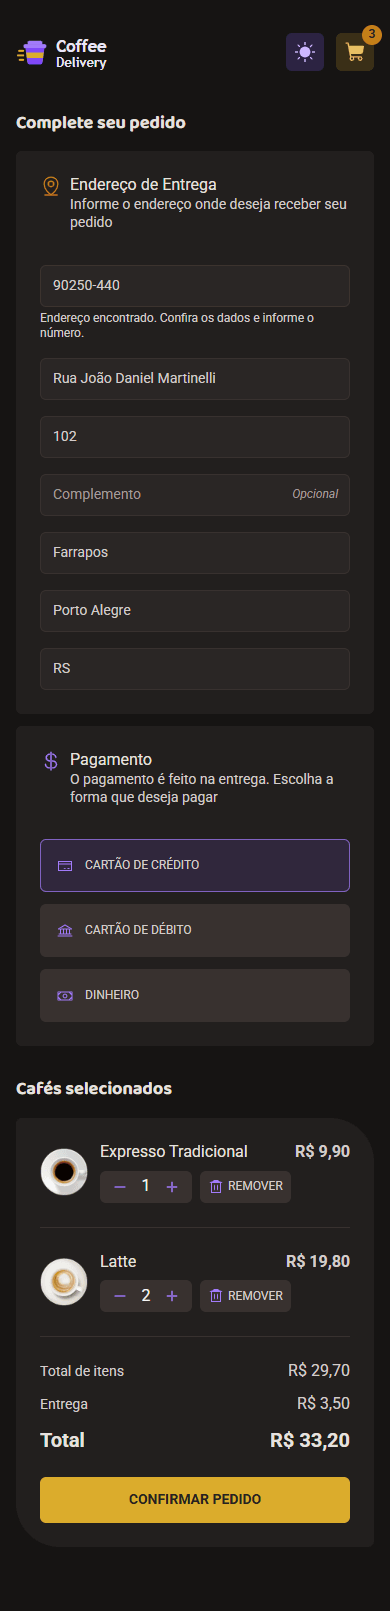 Coffee
Delivery
3
Complete seu pedido
Endereço de Entrega
Informe o endereço onde deseja receber seu
pedido
90250-440
Endereço encontrado. Confira os dados e informe o
número.
Rua João Daniel Martinelli
102
Complemento Opcional
Farrapos
Porto Alegre
RS
Pagamento
O pagamento é feito na entrega. Escolha a
forma que deseja pagar
CARTÃO DE CRÉDITO
CARTÃO DE DÉBITO
DINHEIRO
Cafés selecionados
Expresso Tradicional R$ 9,90
1 REMOVER
Latte R$ 19,80
2 REMOVER
Total de itens R$ 29,70
Entrega R$ 3,50
Total R$ 33,20
CONFIRMAR PEDIDO